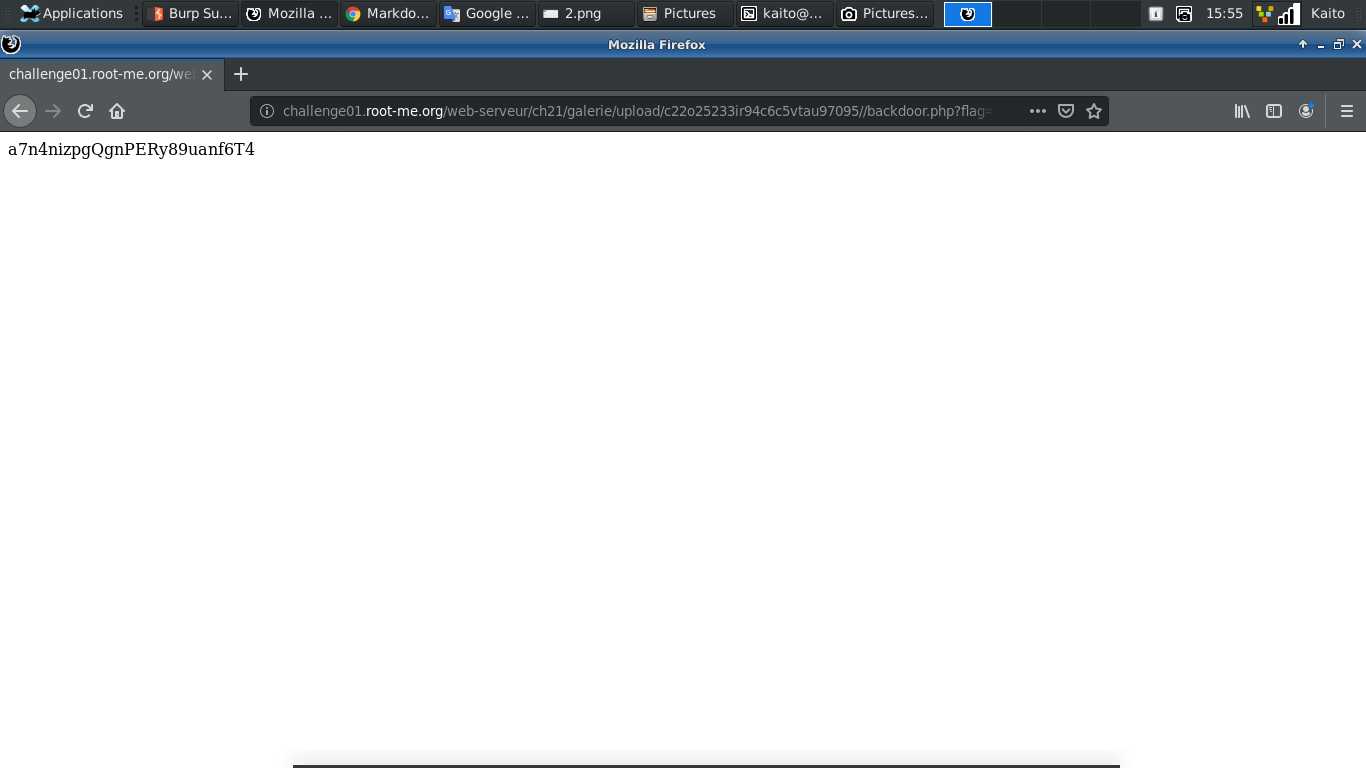 Applications Burp Su... Mozilla ... Markdo... Google ... 2.png Pictures kaito@... Pictures... 15:55 Kaito
Mozilla Firefox
challenge01.root-me.org/we
challenge01.root-me.org/web-serveur/ch21/galerie/upload/c22o25233ir94c6c5vtau97095//backdoor.php?flag=
a7n4nizpgQgnPERy89uanf6T4